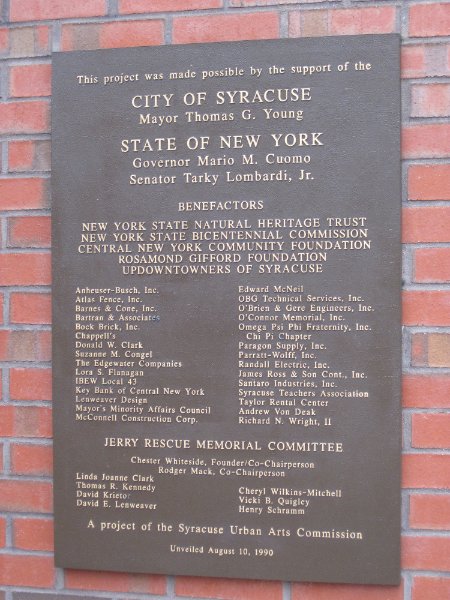 This project was made possible by the support of the
CITY OF SYRACUSE
Mayor Thomas G. Young
STATE OF NEW YORK
Governor Mario M. Cuomo
Senator Tarky Lombardi, Jr.
BENEFACTORS
NEW YORK STATE NATURAL HERITAGE TRUST
NEW YORK STATE BICENTENNIAL COMMISSION
CENTRAL NEW YORK COMMUNITY FOUNDATION
ROSAMOND GIFFORD FOUNDATION
UPDOWNTOWNERS OF SYRACUSE
Anheuser-Busch, Inc.
Atlas Fence, Inc.
Barnes & Cone, Inc.
Bartran & Associates
Bock Brick, Inc.
Chappell's
Donald W. Clark
Suzanne M. Congel
The Edgewater Companies
Lora S. Flanagan
IBEW Local 43
Key Bank of Central New York
Lenweaver Design
Mayor's Minority Affairs Council
McConnell Construction Corp.
Edward McNeil
OBG Technical Services, Inc.
O'Brien & Gere Engineers, Inc.
O'Connor Memorial, Inc.
Omega Psi Phi Fraternity, Inc.
Chi Pi Chapter
Paragon Supply, Inc.
Parratt-Wolff, Inc.
Randall Electric, Inc.
James Ross & Son Cont., Inc.
Santaro Industries, Inc.
Syracuse Teachers Association
Taylor Rental Center
Andrew Von Deak
Richard N. Wright, II
JERRY RESCUE MEMORIAL COMMITTEE
Chester Whiteside, Founder/Co-Chairperson
Rodger Mack, Co-Chairperson
Linda Joanne Clark
Thomas R. Kennedy
David Krieto
David E. Lenweaver
Cheryl Wilkins-Mitchell
Vicki B. Quigley
Henry Schramm
A project of the Syracuse Urban Arts Commission
Unveiled August 10, 1990